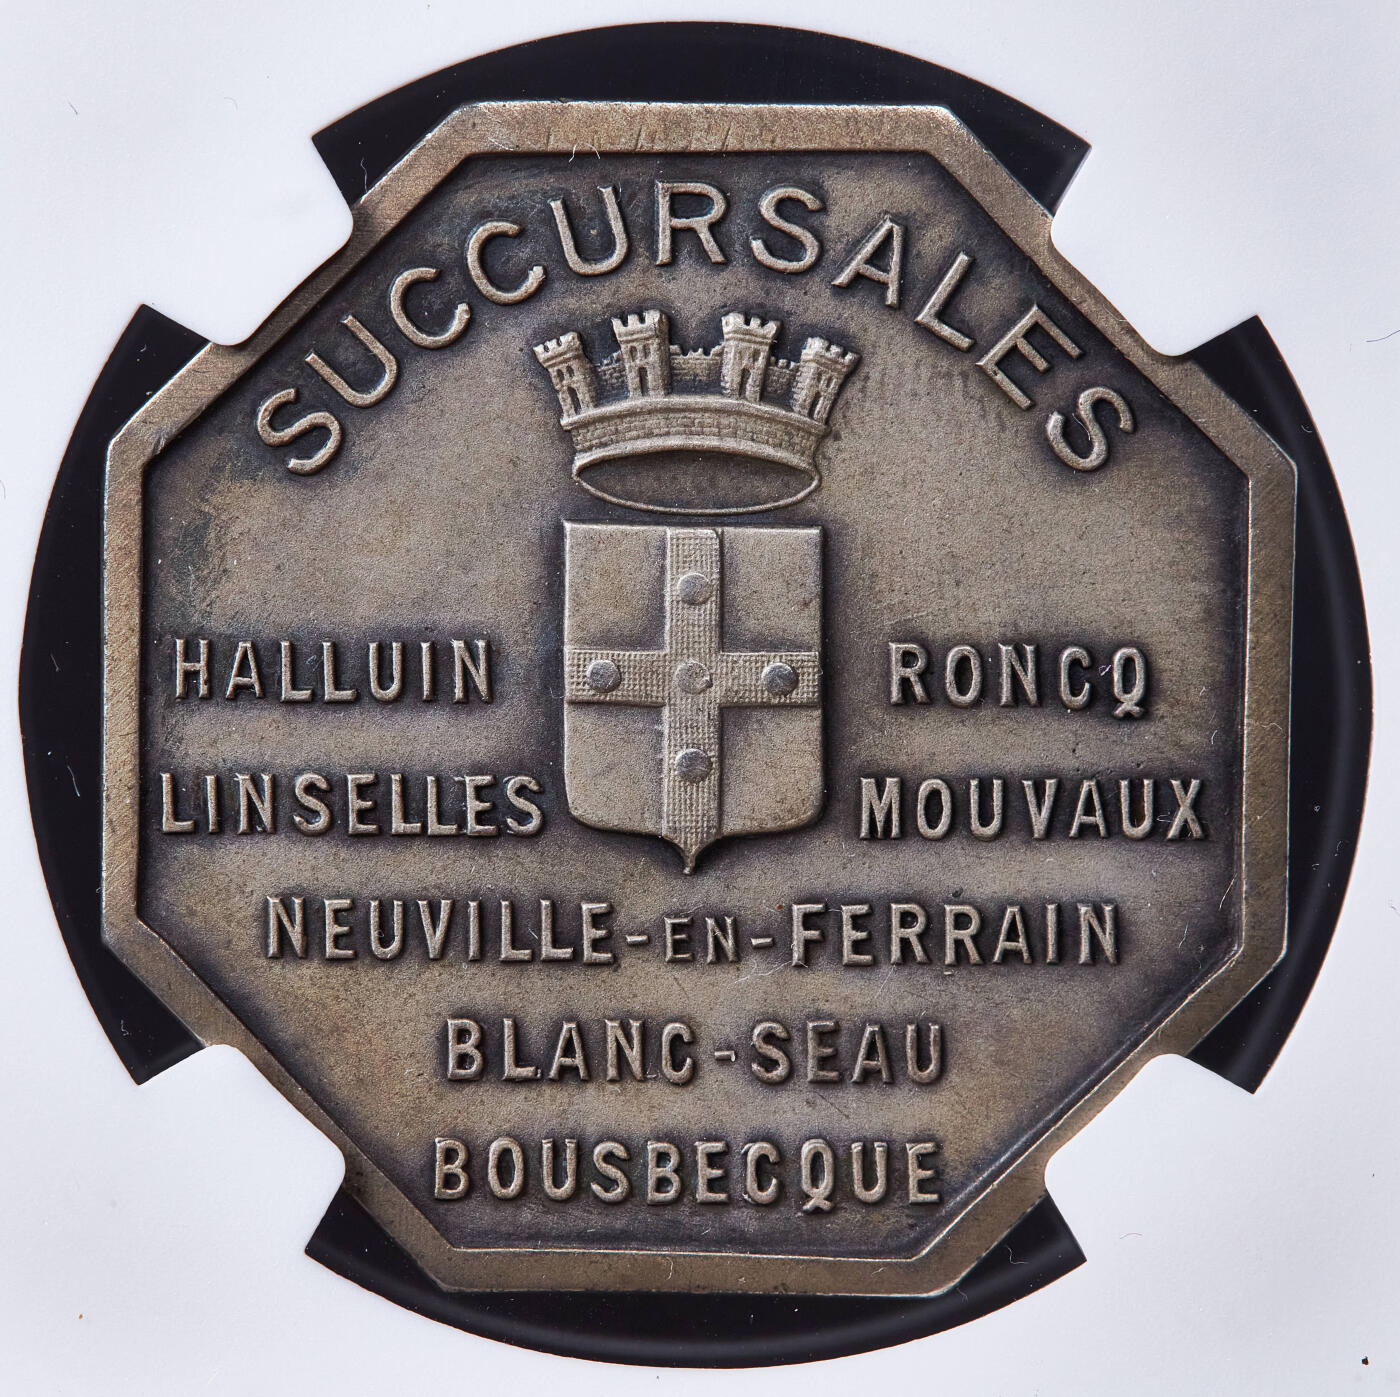 SUCCURSALES
HALLUIN RONCQ
LINSELLES MOUVAUX
NEUVILLE-EN-FERRAIN
BLANC-SEAU
BOUSBECQUE